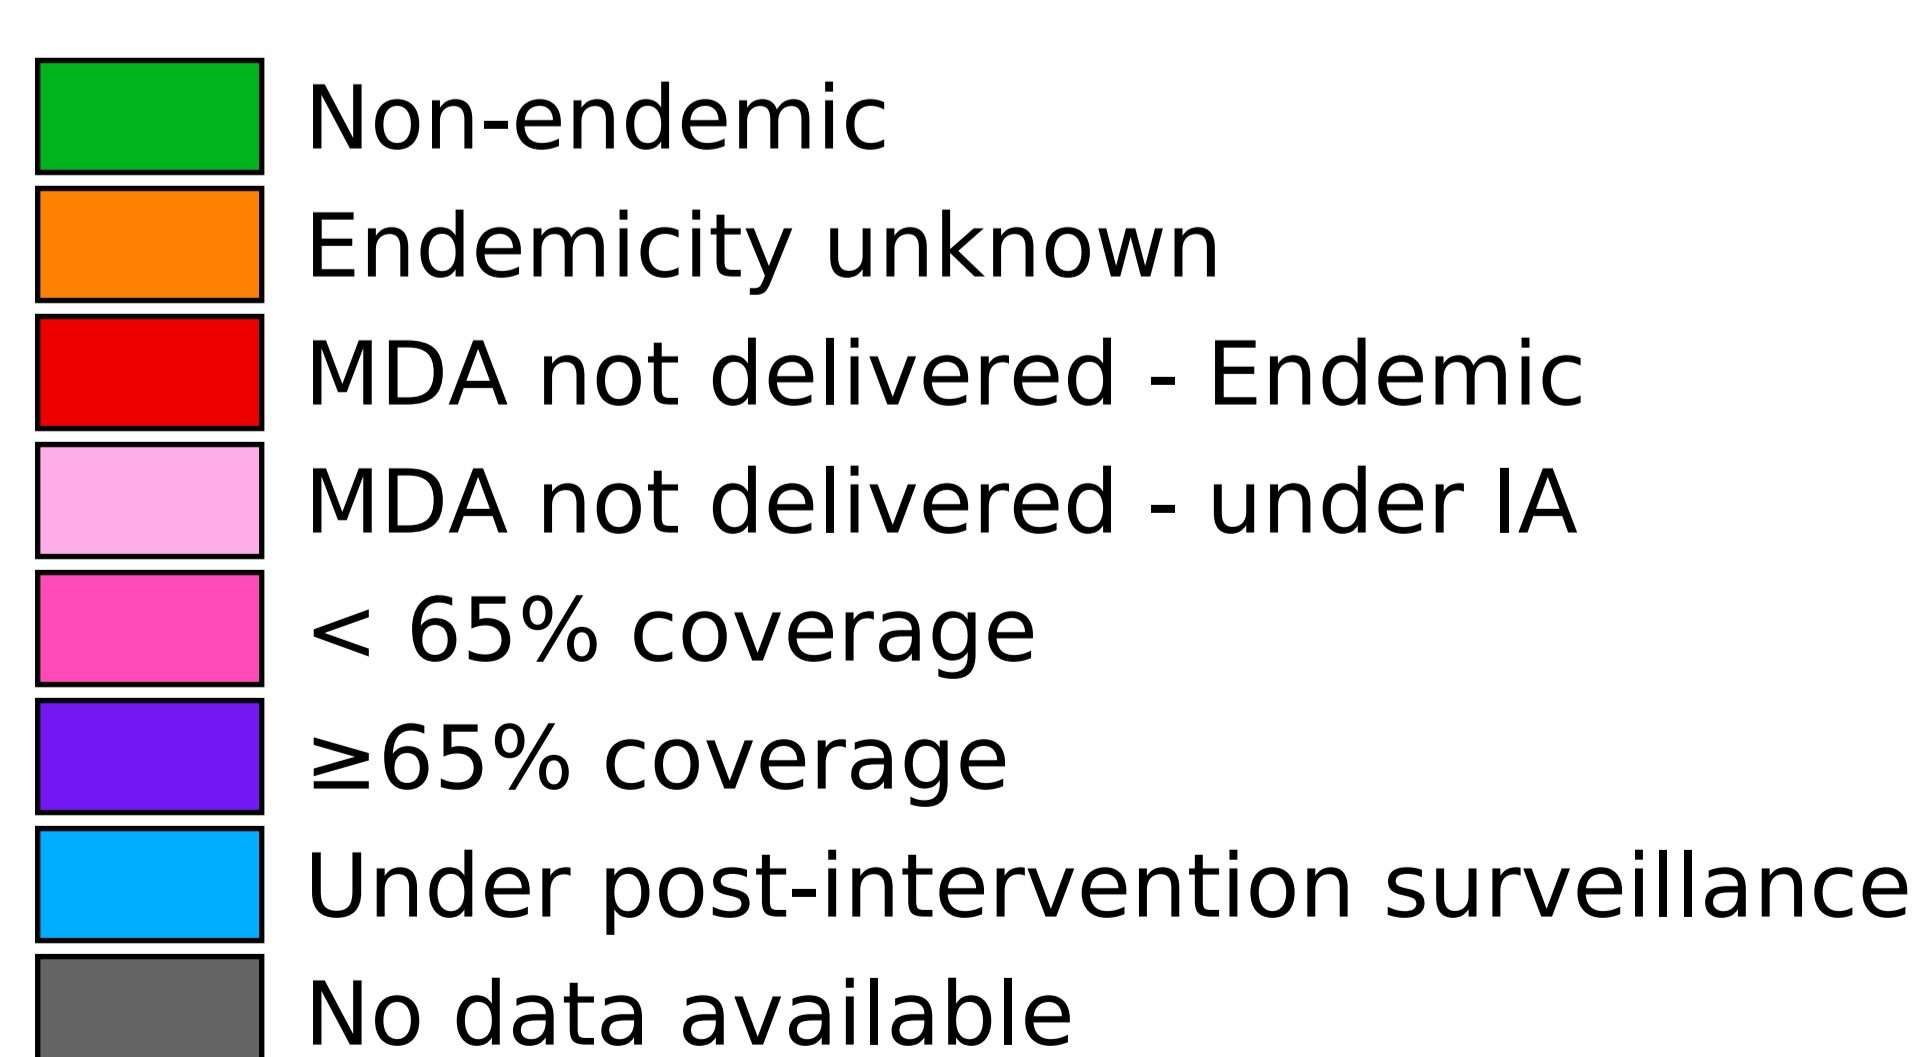 Non-endemic
Endemicity unknown
MDA not delivered - Endemic
MDA not delivered - under IA
< 65% coverage
≥65% coverage
Under post-intervention surveillance
No data available